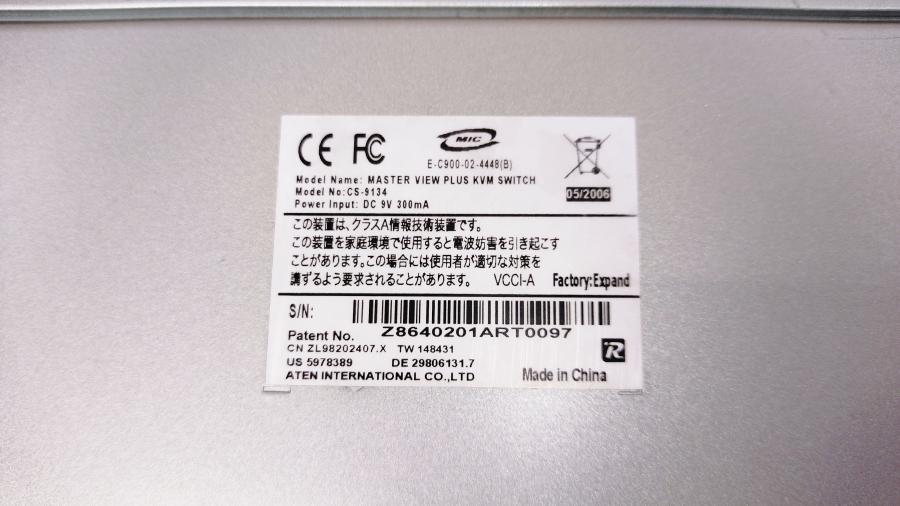 CE FC MIC
E-C900-02-4448(B)
Model Name: MASTER VIEW PLUS KVM SWITCH
Model No:CS-9134
05/2006
Power Input: DC 9V 300mA
この装置は、クラスA情報技術装置です。
この装置を家庭環境で使用すると電波妨害を引き起こす
ことがあります。この場合には使用者が適切な対策を
講ずるよう要求されることがあります。 VCCI-A Factory:Expand
S/N:
Z8640201ART0097
Patent No.
CN ZL98202407.X TW 148431
US 5978389 DE 29806131.7
ATEN INTERNATIONAL CO.,LTD Made in China
R